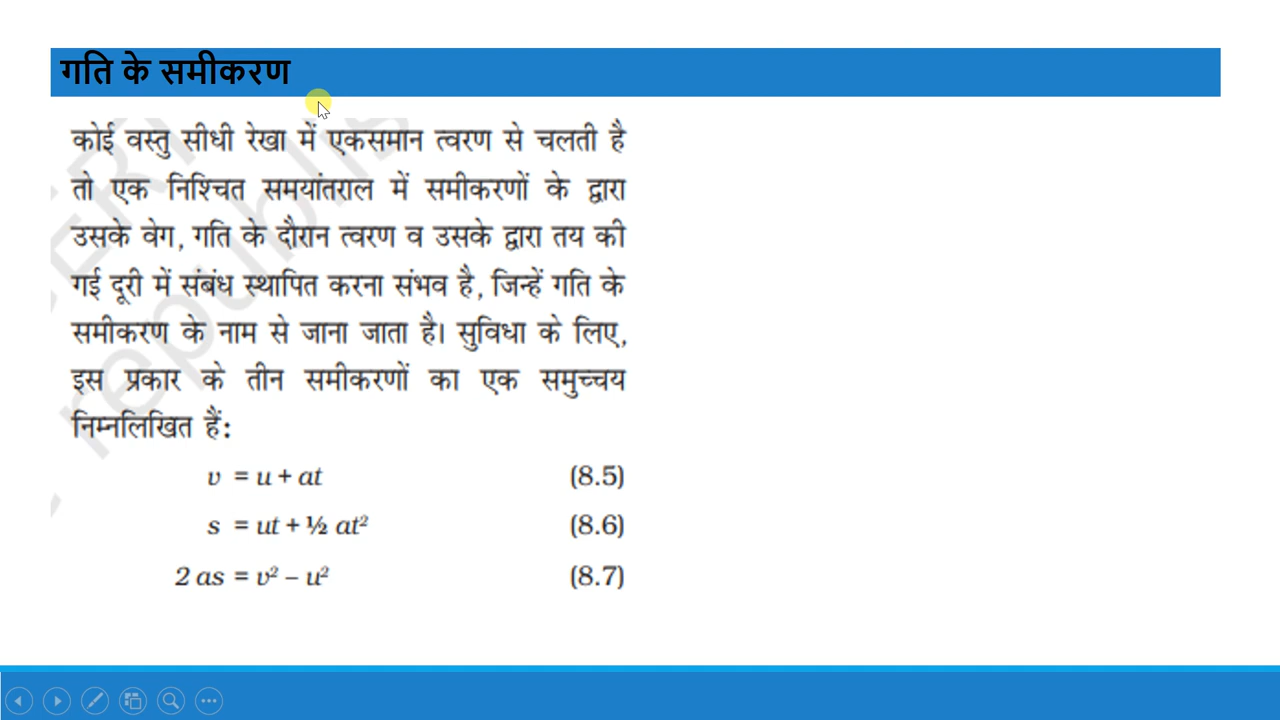 गति के समीकरण
कोई वस्तु सीधी रेखा में एकसमान त्वरण से चलती है
तो एक निश्चित समयांतराल में समीकरणों के द्वारा
उसके वेग, गति के दौरान त्वरण व उसके द्वारा तय की
गई दूरी में संबंध स्थापित करना संभव है, जिन्हें गति के
समीकरण के नाम से जाना जाता है। सुविधा के लिए,
इस प्रकार के तीन समीकरणों का एक समुच्चय
निम्नलिखित हैं:
v = u + at (8.5)
s = ut + ½ at² (8.6)
2 as = v² – u² (8.7)